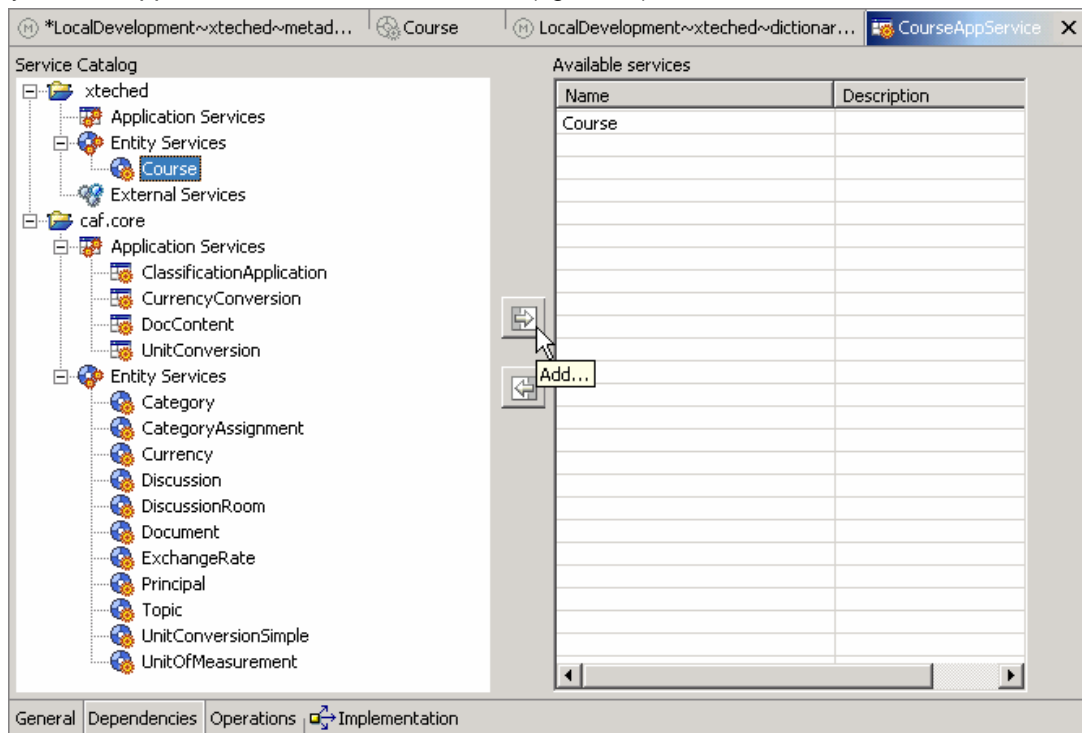 *LocalDevelopment~xteched~metad... Course LocalDevelopment~xteched~dictionar... CourseAppService X
Service Catalog Available services
xteched
Application Services
Entity Services
Course
External Services
caf.core
Application Services
ClassificationApplication
CurrencyConversion
DocContent
UnitConversion
Entity Services
Category
CategoryAssignment
Currency
Discussion
DiscussionRoom
Document
ExchangeRate
Principal
Topic
UnitConversionSimple
UnitOfMeasurement
Add...
Name Description
Course
General Dependencies Operations Implementation